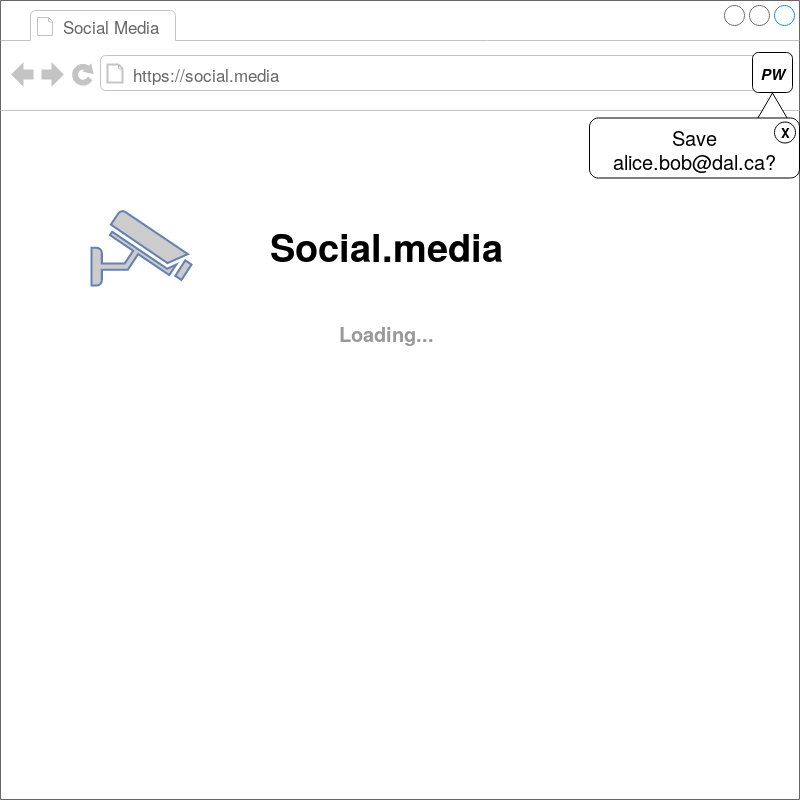 Social Media
https://social.media
PW
X
Save
alice.bob@dal.ca?
Social.media
Loading...